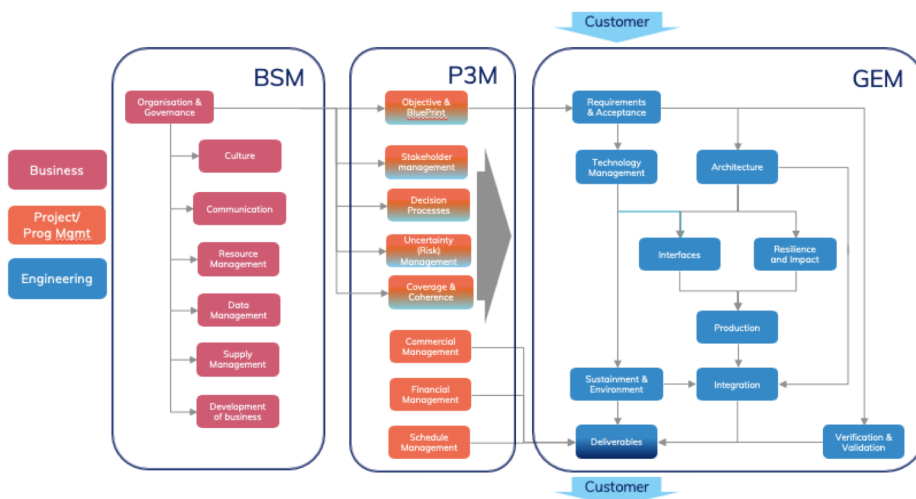 Customer
BSM
P3M
GEM
Organisation &
Governance
Objective &
BluePrint
Requirements
& Acceptance
Culture
Stakeholder
management
Technology
Management
Architecture
Business
Communication
Decision
Processes
Project/
Prog Mgmt
Resource
Management
Uncertainty
(Risk)
Management
Interfaces
Resilience
and Impact
Engineering
Data
Management
Coverage &
Coherence
Production
Supply
Management
Commercial
Management
Development
of business
Financial
Management
Sustainment &
Environment
Integration
Schedule
Management
Deliverables
Verification &
Validation
Customer